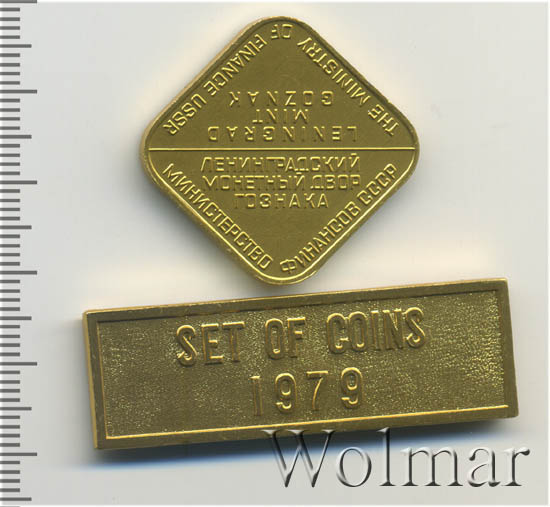 THE MINISTRY OF FINANCE USSR
LENINGRAD
MINT
GOZNAK
ЛЕНИНГРАДСКИЙ
МОНЕТНЫЙ ДВОР
ГОЗНАКА
МИНИСТЕРСТВО ФИНАНСОВ СССР
SET OF COINS
1979
Wolmar